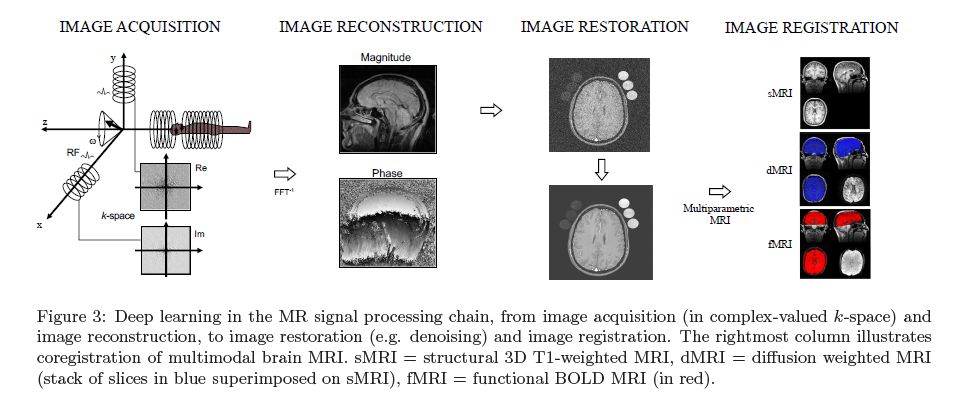 IMAGE ACQUISITION
IMAGE RECONSTRUCTION
IMAGE RESTORATION
IMAGE REGISTRATION
y
z
ω
RF
x
k-space
Re
Im
FFT-1
Magnitude
Phase
Multiparametric
MRI
sMRI
dMRI
fMRI
Figure 3: Deep learning in the MR signal processing chain, from image acquisition (in complex-valued k-space) and
image reconstruction, to image restoration (e.g. denoising) and image registration. The rightmost column illustrates
coregistration of multimodal brain MRI. sMRI = structural 3D T1-weighted MRI, dMRI = diffusion weighted MRI
(stack of slices in blue superimposed on sMRI), fMRI = functional BOLD MRI (in red).